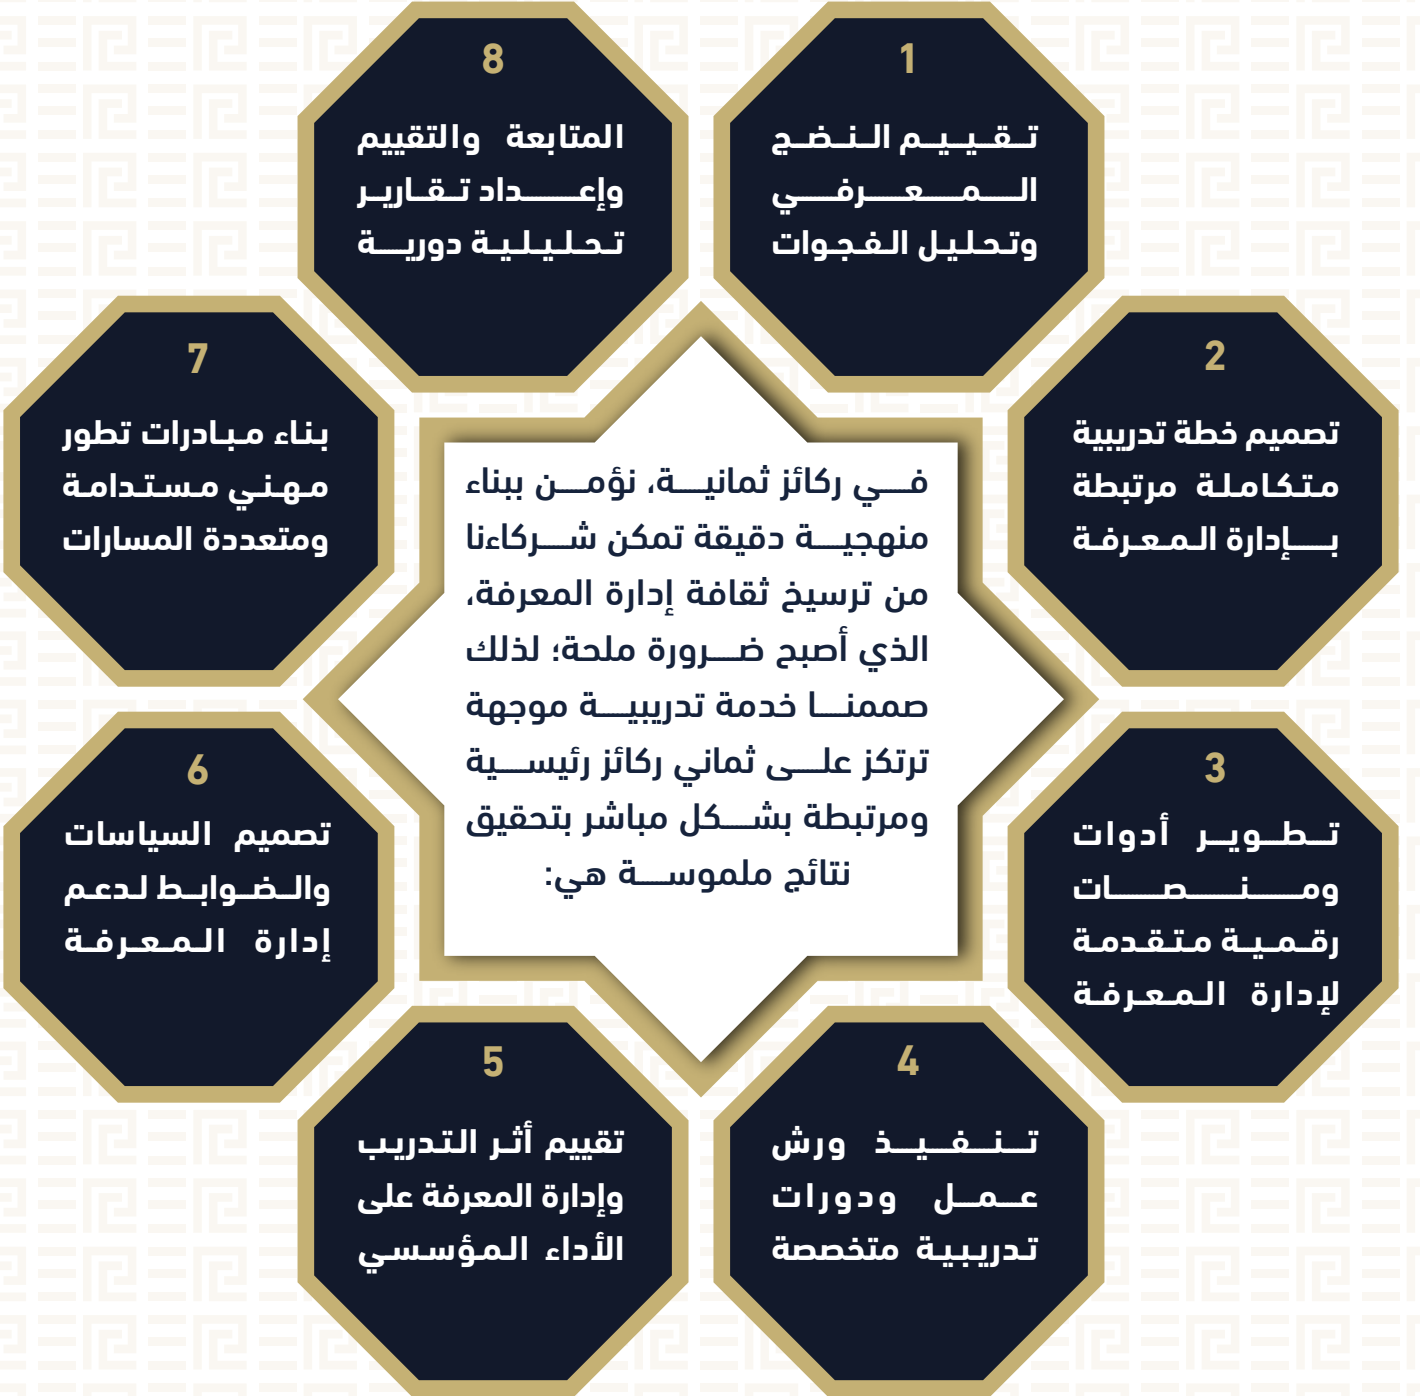 في ركائز ثمانية، نؤمن ببناء
منهجية دقيقة تمكن شركاءنا
من ترسيخ ثقافة إدارة المعرفة،
الذي أصبح ضرورة ملحة؛ لذلك
صممنا خدمة تدريبية موجهة
ترتكز على ثماني ركائز رئيسية
ومرتبطة بشكل مباشر بتحقيق
نتائج ملموسة هي:
1
تقييم النضج
المعرفي
وتحليل الفجوات
2
تصميم خطة تدريبية
متكاملة مرتبطة
بإدارة المعرفة
3
تطوير أدوات
ومنصات
رقمية متقدمة
لإدارة المعرفة
4
تنفيذ ورش
عمل ودورات
تدريبية متخصصة
5
تقييم أثر التدريب
وإدارة المعرفة على
الأداء المؤسسي
6
تصميم السياسات
والضوابط لدعم
إدارة المعرفة
7
بناء مبادرات تطور
مهني مستدامة
ومتعددة المسارات
8
المتابعة والتقييم
وإعداد تقارير
تحليلية دورية